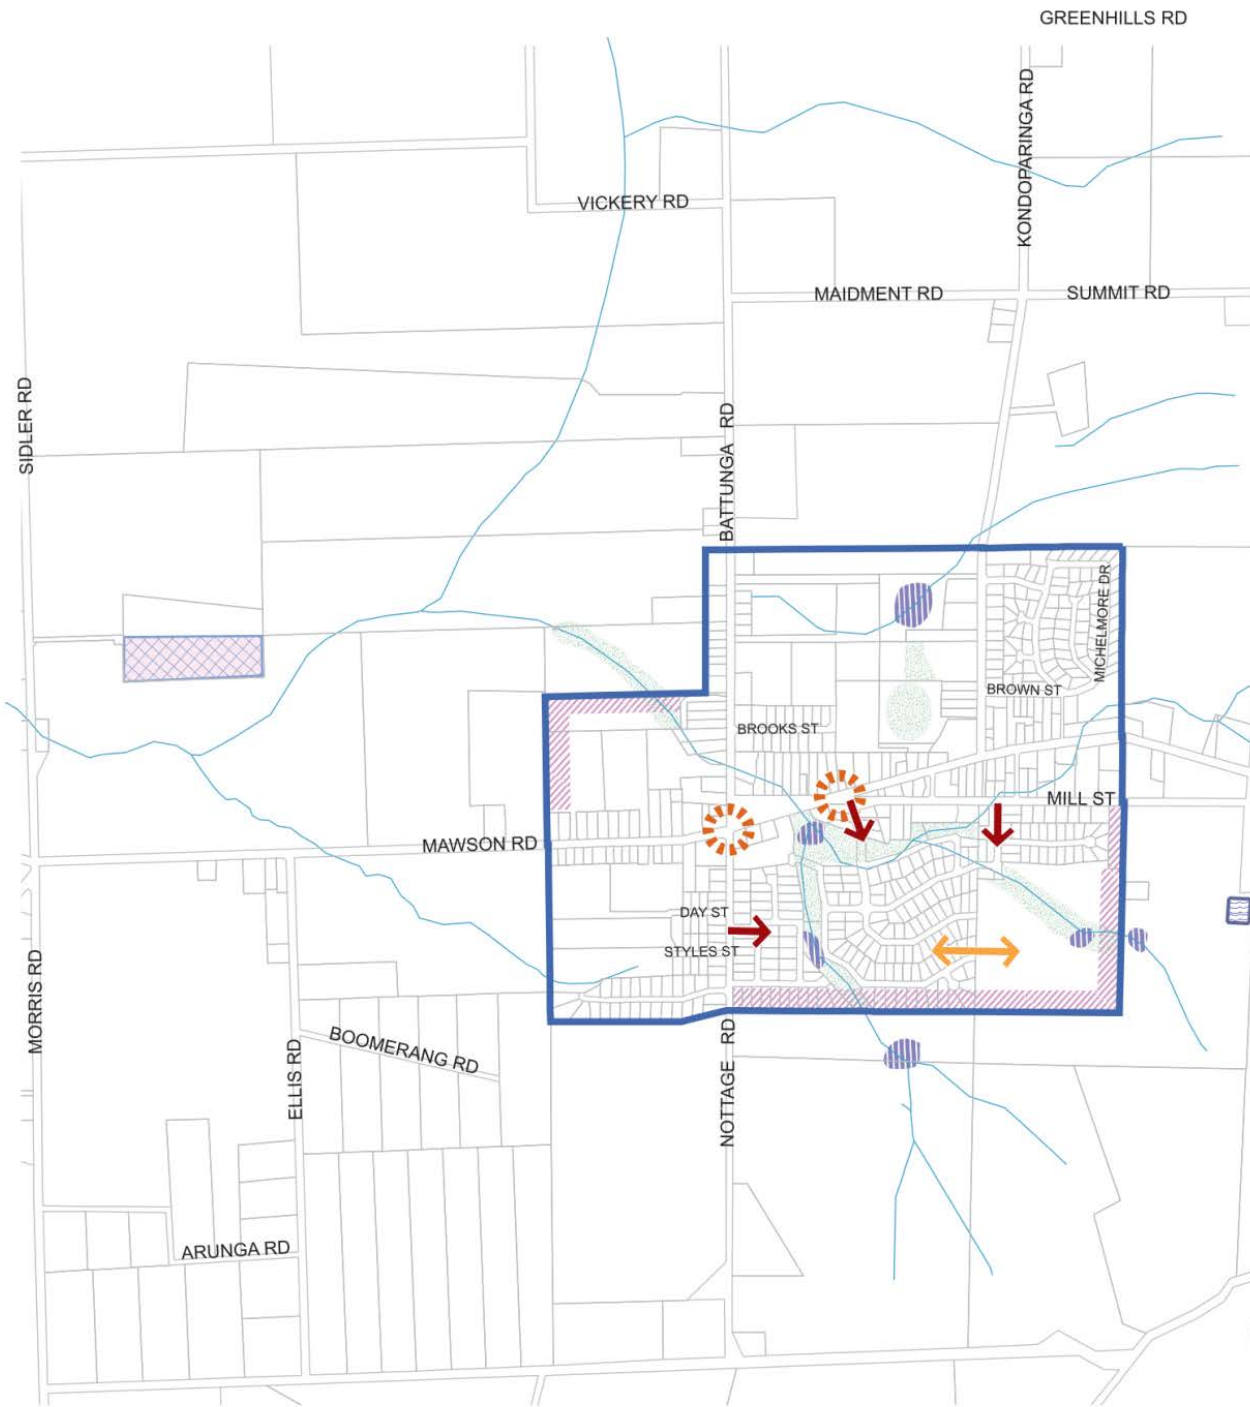 GREENHILLS RD
KONDOPARINGA RD
VICKERY RD
MAIDMENT RD
SUMMIT RD
SIDLER RD
BATTUNGA RD
MICHELMORE DR
BROWN ST
BROOKS ST
MILL ST
MAWSON RD
DAY ST
STYLES ST
MORRIS RD
BOOMERANG RD
ELLIS RD
NOTTAGE RD
ARUNGA RD